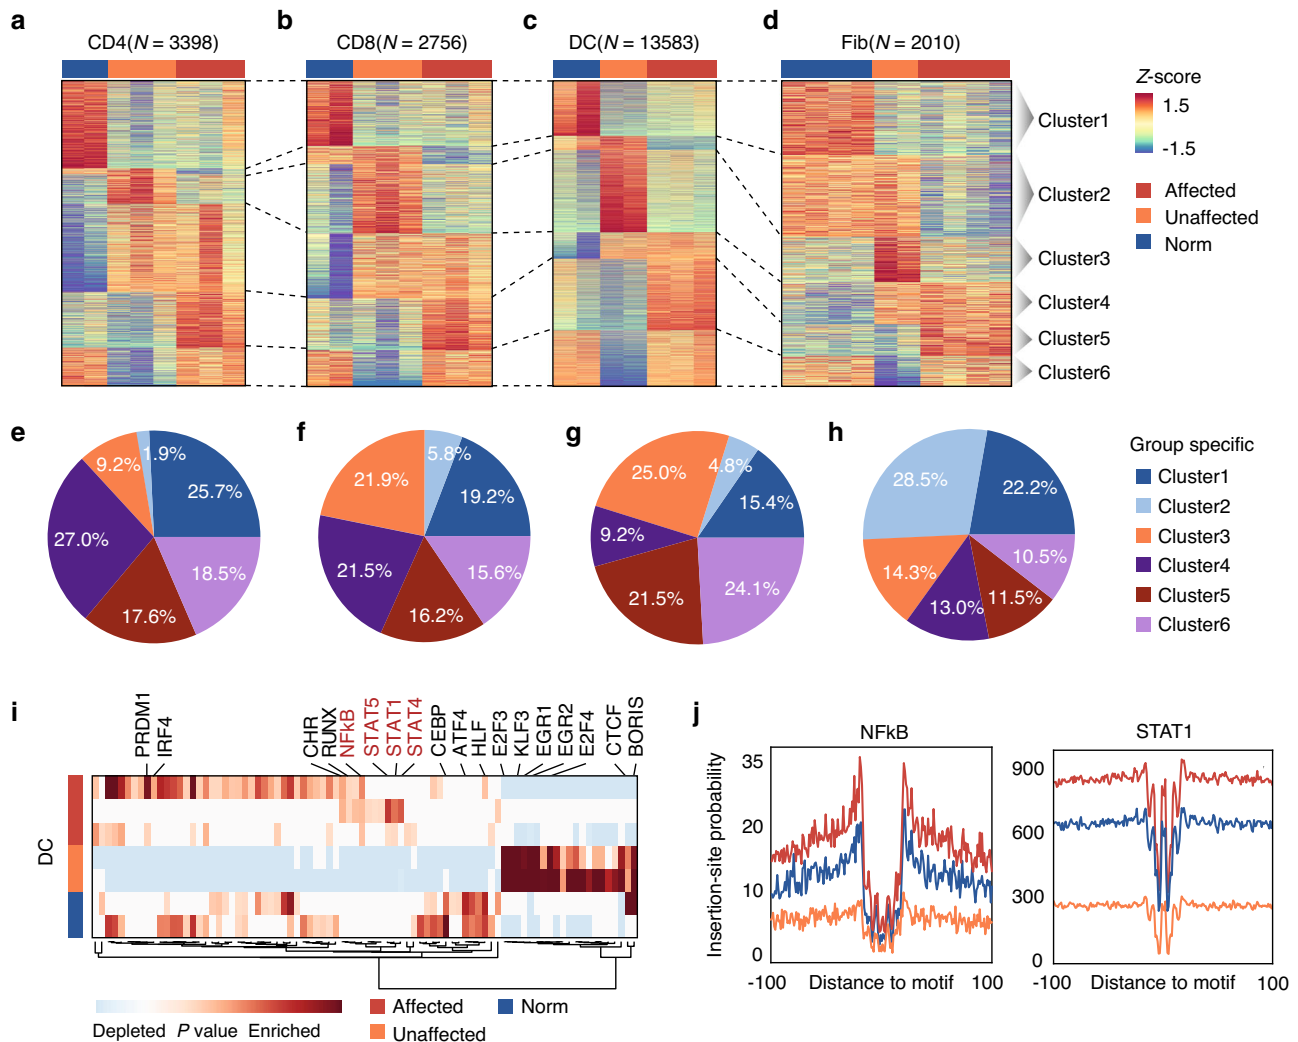 a
b
c
d
CD4(N = 3398)
CD8(N = 2756)
DC(N = 13583)
Fib(N = 2010)
Z-score
1.5
-1.5
Affected
Unaffected
Norm
Cluster1
Cluster2
Cluster3
Cluster4
Cluster5
Cluster6
e
1.9%
9.2%
25.7%
27.0%
18.5%
17.6%
f
5.8%
21.9%
19.2%
21.5%
15.6%
16.2%
g
4.8%
25.0%
15.4%
9.2%
24.1%
21.5%
h
28.5%
22.2%
14.3%
10.5%
13.0%
11.5%
Group specific
Cluster1
Cluster2
Cluster3
Cluster4
Cluster5
Cluster6
i
PRDM1
IRF4
CHR
RUNX
NFkB
STAT5
STAT1
STAT4
CEBP
ATF4
HLF
E2F3
KLF3
EGR1
EGR2
E2F4
CTCF
BORIS
DC
Depleted P value Enriched
Affected
Unaffected
Norm
j
NFkB
STAT1
Insertion-site probability
35
20
10
0
-100 Distance to motif 100
900
600
300
0
-100 Distance to motif 100